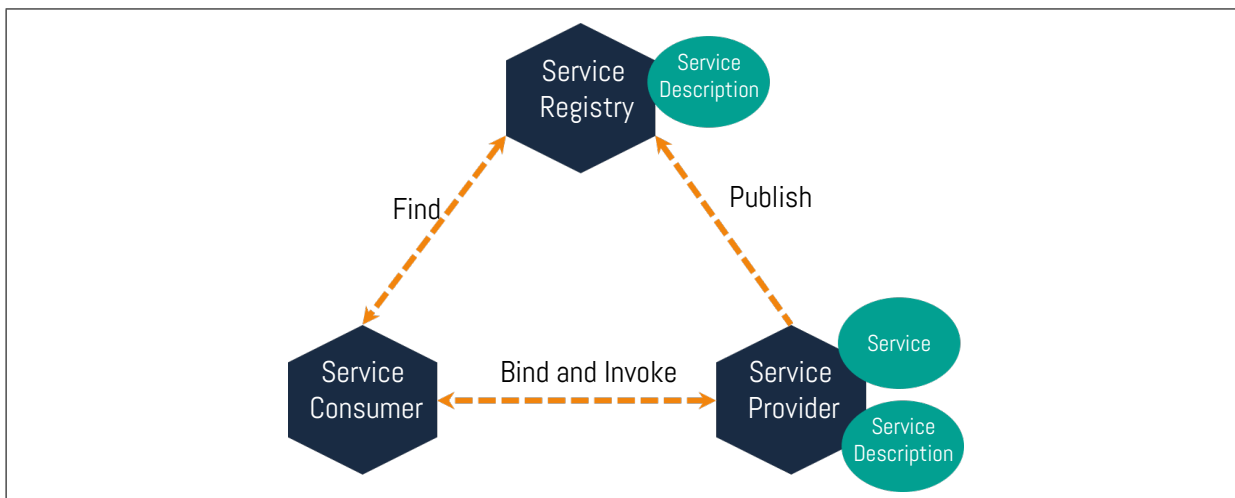 Service
Registry
Service
Description
Find
Publish
Service
Consumer
Bind and Invoke
Service
Provider
Service
Service
Description